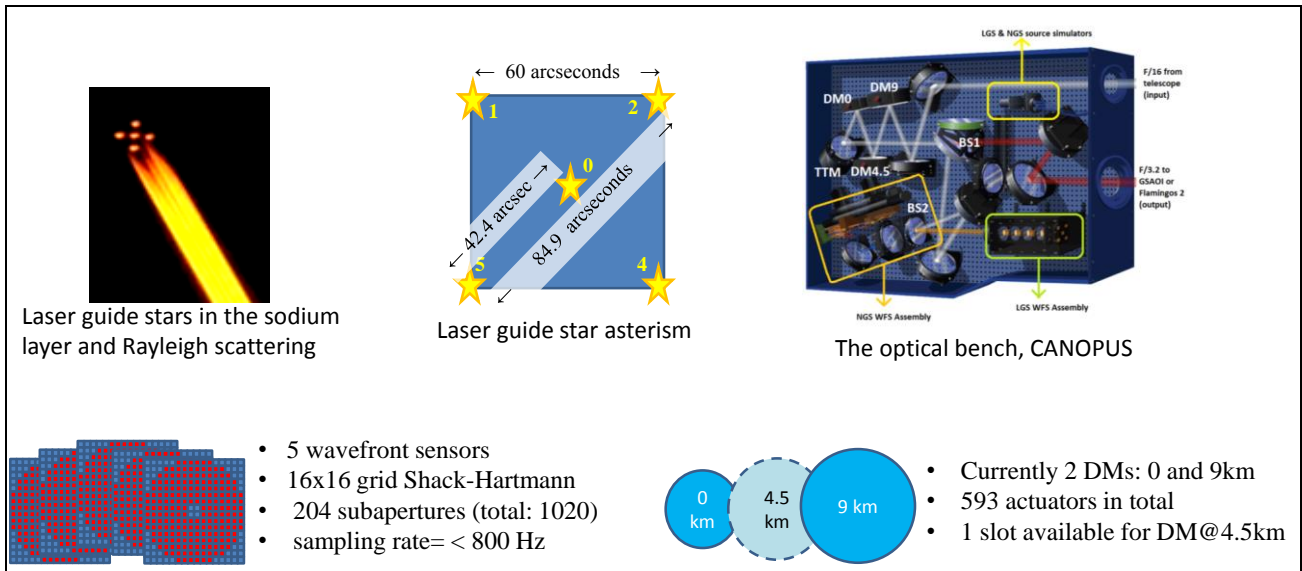 Laser guide stars in the sodium
layer and Rayleigh scattering
← 60 arcseconds →
1
2
0
← 42.4 arcsec →
← 84.9 arcseconds →
5
4
Laser guide star asterism
LGS & NGS source simulators
F/16 from
telescope
(input)
DM0
DM9
BS1
TTM
DM4.5
F/3.2 to
GSAOI or
Flamingos 2
(output)
BS2
NGS WFS Assembly
LGS WFS Assembly
The optical bench, CANOPUS
• 5 wavefront sensors
• 16x16 grid Shack-Hartmann
• 204 subapertures (total: 1020)
• sampling rate= < 800 Hz
0
km
4.5
km
9 km
• Currently 2 DMs: 0 and 9km
• 593 actuators in total
• 1 slot available for DM@4.5km